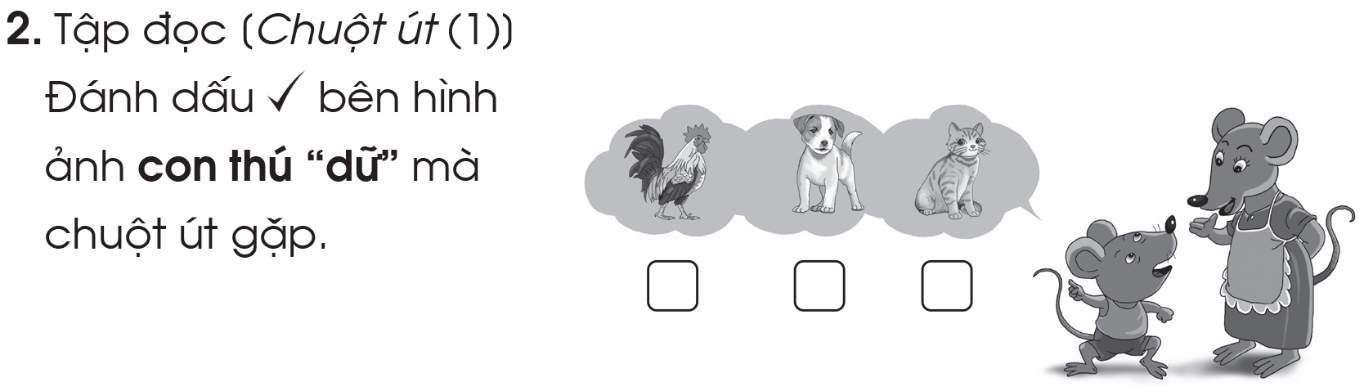 2. Tập đọc (Chuột út (1))
Đánh dấu ✓ bên hình
ảnh con thú “dữ” mà
chuột út gặp.